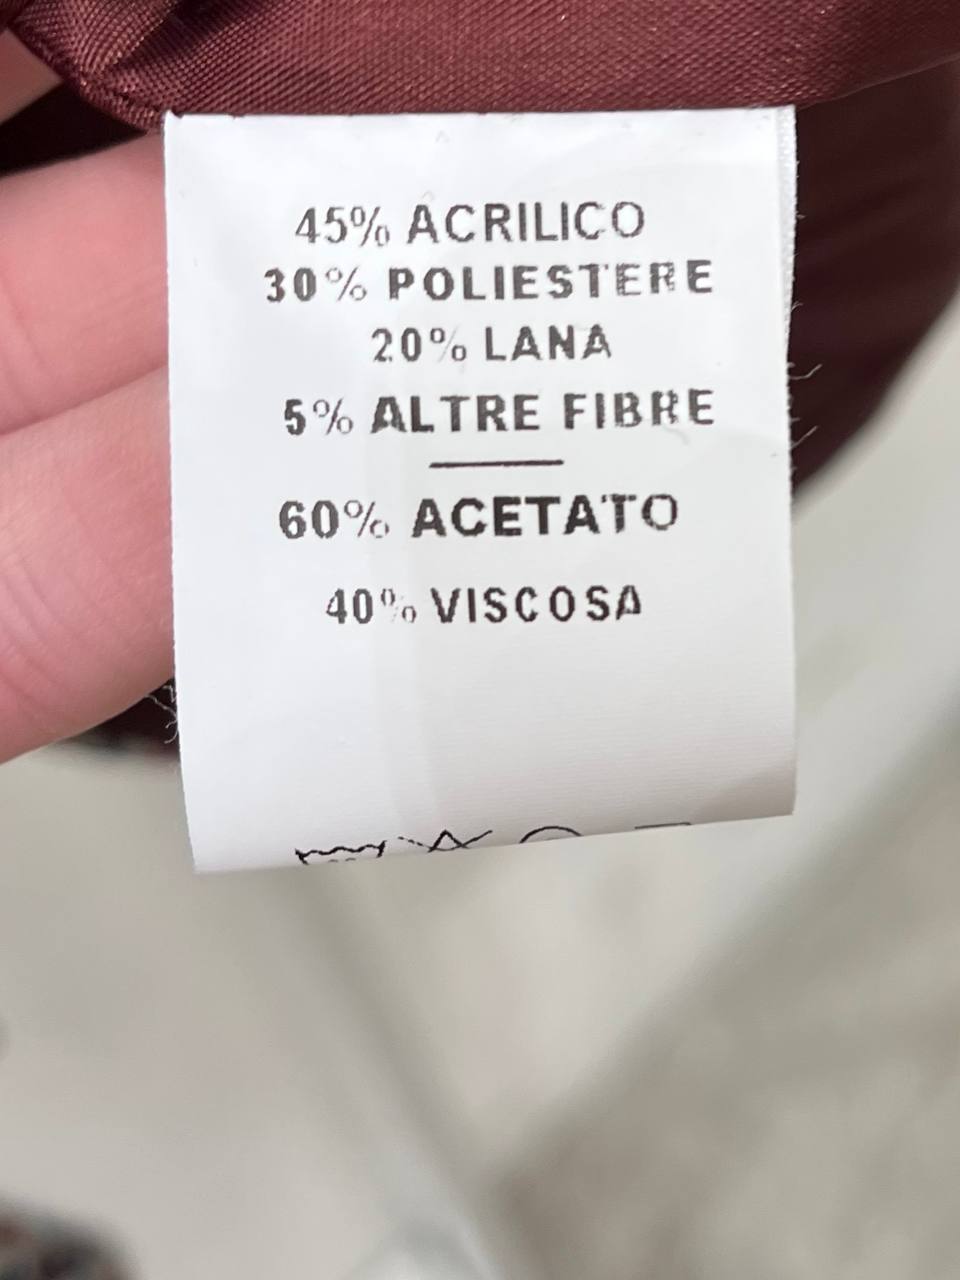 45% ACRILICO
30% POLIESTERE
20% LANA
5% ALTRE FIBRE
60% ACETATO
40% VISCOSA